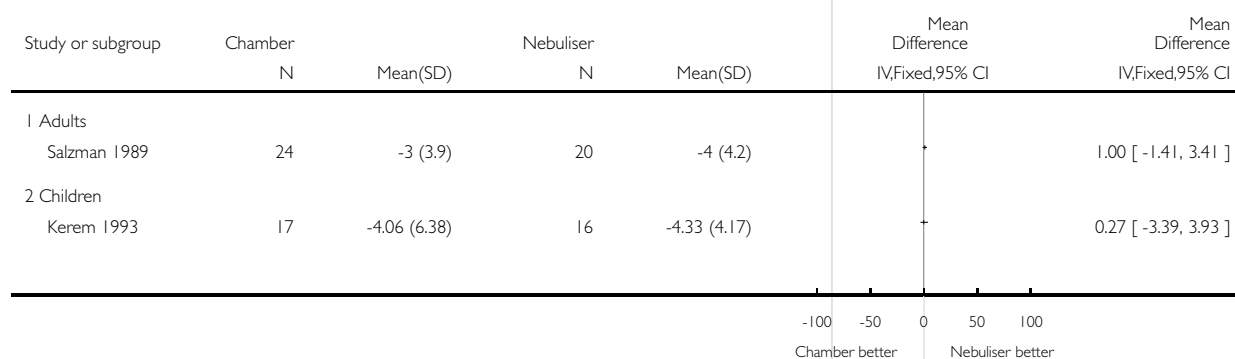 Study or subgroup Chamber Nebuliser Mean Difference Mean Difference
N Mean(SD) N Mean(SD) IV,Fixed,95% CI IV,Fixed,95% CI
1 Adults
Salzman 1989 24 -3 (3.9) 20 -4 (4.2) 1.00 [ -1.41, 3.41 ]
2 Children
Kerem 1993 17 -4.06 (6.38) 16 -4.33 (4.17) 0.27 [ -3.39, 3.93 ]
-100 -50 0 50 100
Chamber better Nebuliser better